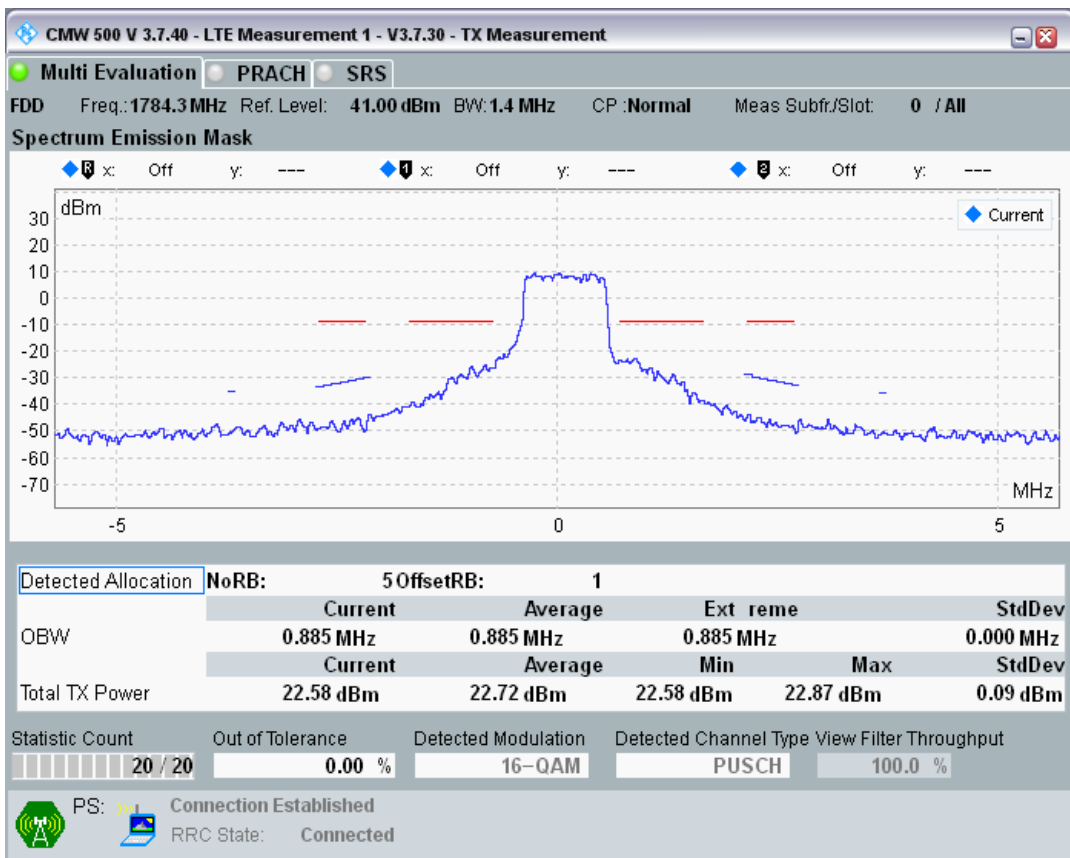 CMW 500 V 3.7.40 - LTE Measurement 1 - V3.7.30 - TX Measurement
Multi Evaluation PRACH SRS
FDD Freq.: 1784.3 MHz Ref. Level: 41.00 dBm BW: 1.4 MHz CP :Normal Meas Subfr./Slot: 0 / All
Spectrum Emission Mask
R x: Off y: --- 1 x: Off y: --- 2 x: Off y: ---
dBm
Current
30
20
10
0
-10
-20
-30
-40
-50
-60
-70
MHz
-5 0 5
Detected Allocation NoRB: 5 OffsetRB: 1
Current Average Ext reme StdDev
OBW 0.885 MHz 0.885 MHz 0.885 MHz 0.000 MHz
Current Average Min Max StdDev
Total TX Power 22.58 dBm 22.72 dBm 22.58 dBm 22.87 dBm 0.09 dBm
Statistic Count Out of Tolerance Detected Modulation Detected Channel Type View Filter Throughput
20 / 20 0.00 % 16-QAM PUSCH 100.0 %
PS: Connection Established
RRC State: Connected